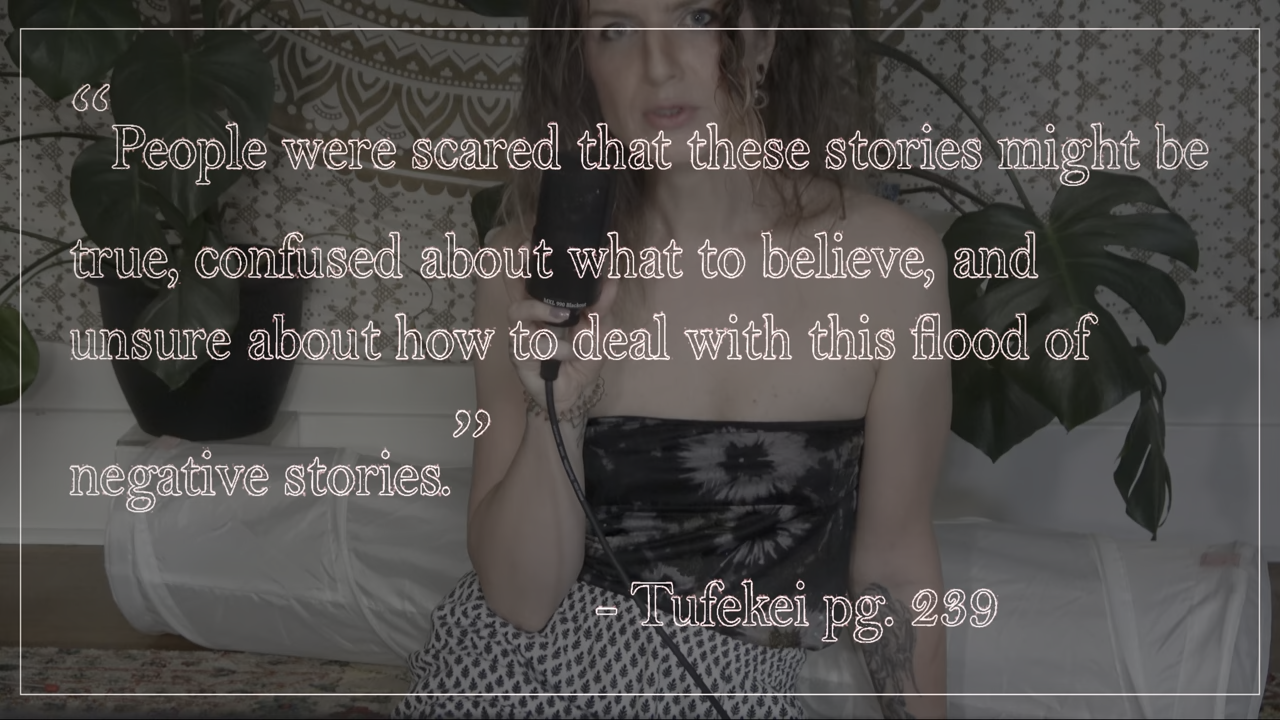 “People were scared that these stories might be
true, confused about what to believe, and
unsure about how to deal with this flood of
negative stories.”
- Tufekei pg. 239